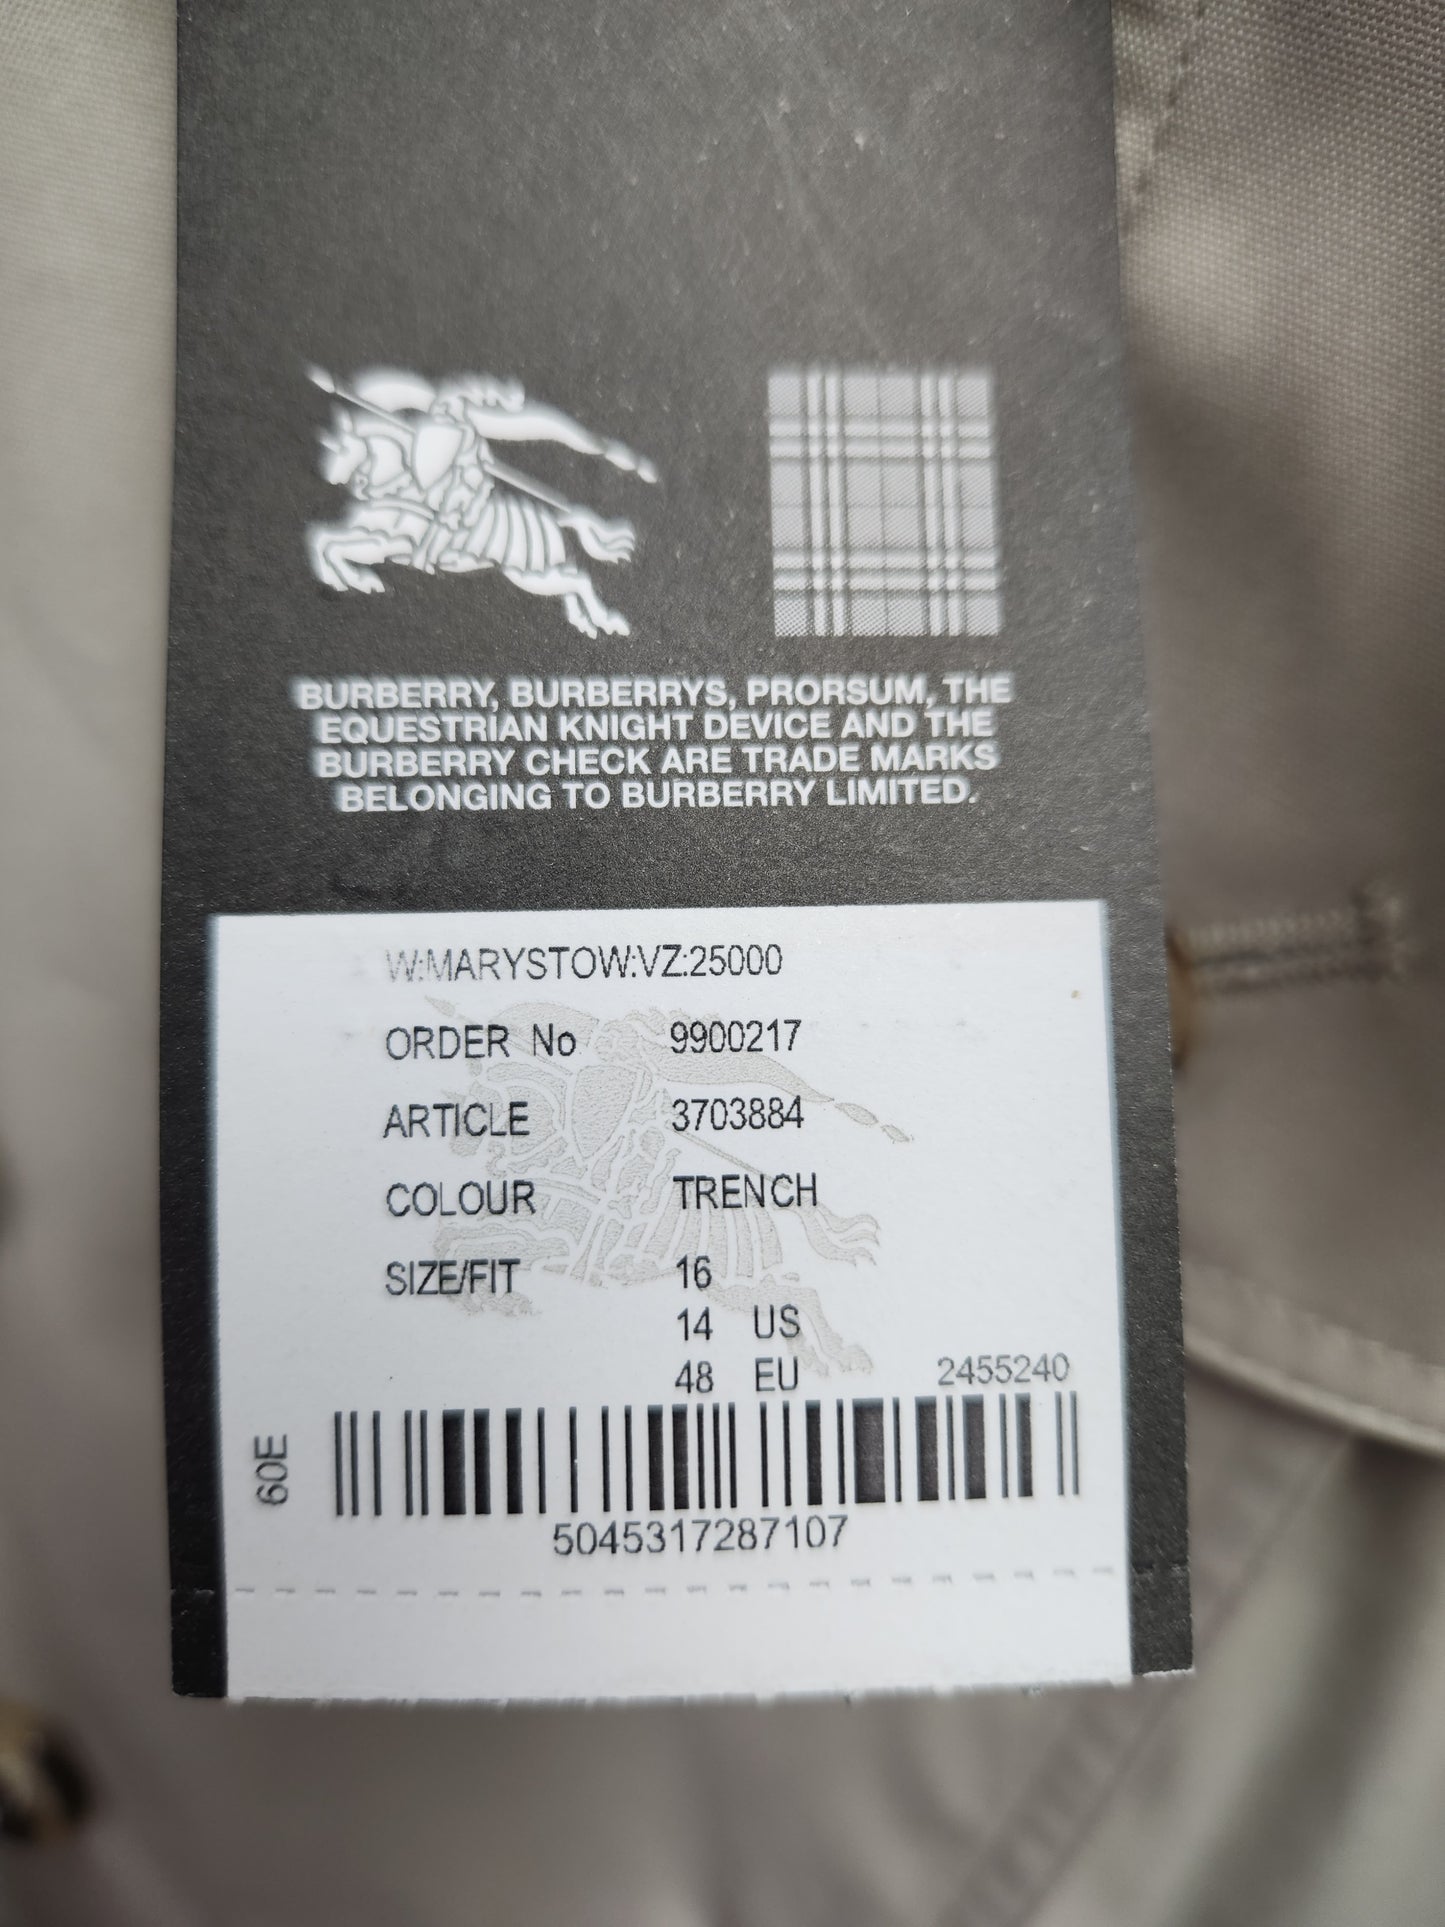 BURBERRY, BURBERRYS, PRORSUM, THE
EQUESTRIAN KNIGHT DEVICE AND THE
BURBERRY CHECK ARE TRADE MARKS
BELONGING TO BURBERRY LIMITED.
W:MARYSTOW:VZ:25000
ORDER No 9900217
ARTICLE 3703884
COLOUR TRENCH
SIZE/FIT 16
14 US
48 EU 2455240
60E
5045317287107